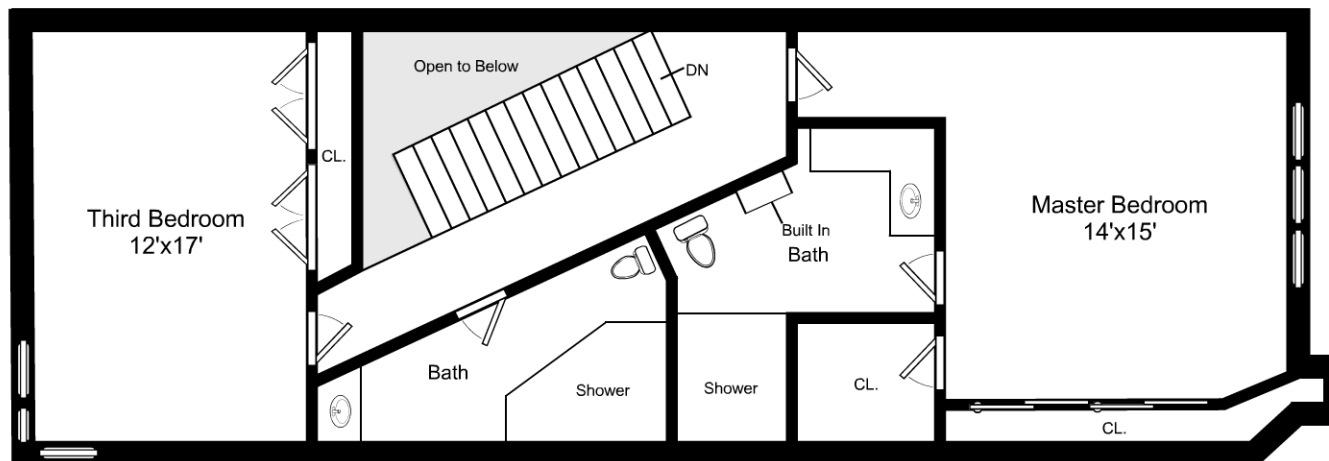 Open to Below
DN
CL.
Third Bedroom
12'x17'
Master Bedroom
14'x15'
Built In
Bath
Bath
Shower
Shower
CL.
CL.